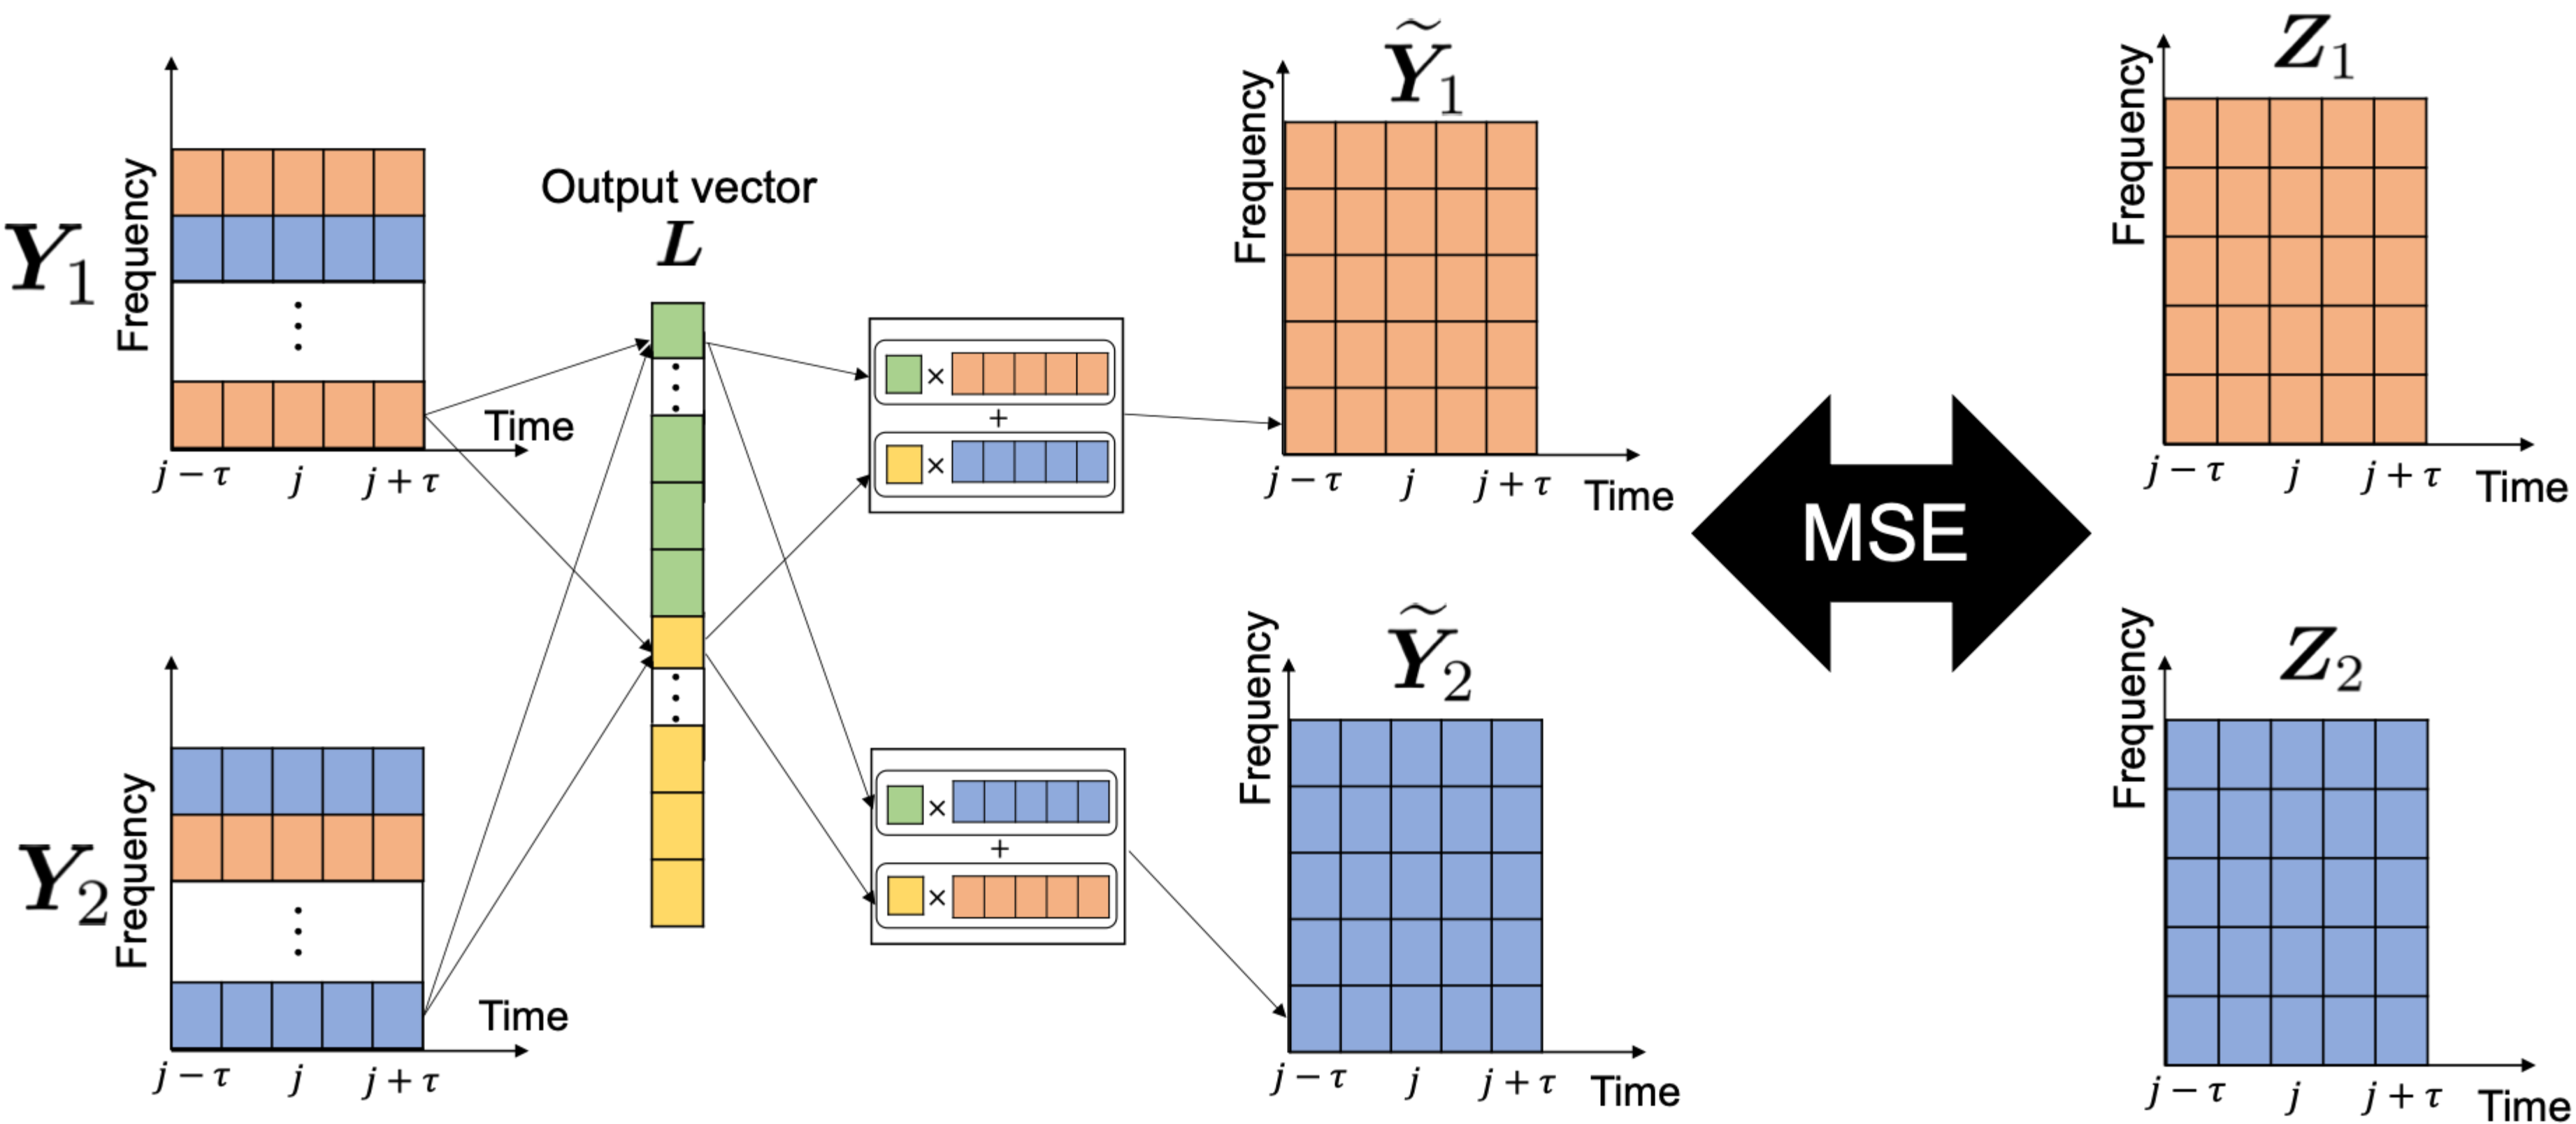 Y₁
Frequency
⋮
Time
j − τ
j
j + τ
Y₂
Frequency
⋮
Time
j − τ
j
j + τ
Output vector
L
⋮
⋮
×
+
×
×
+
×
Ỹ₁
Frequency
j − τ
j
j + τ
Time
Ỹ₂
Frequency
j − τ
j
j + τ
Time
MSE
Z₁
Frequency
j − τ
j
j + τ
Time
Z₂
Frequency
j − τ
j
j + τ
Time